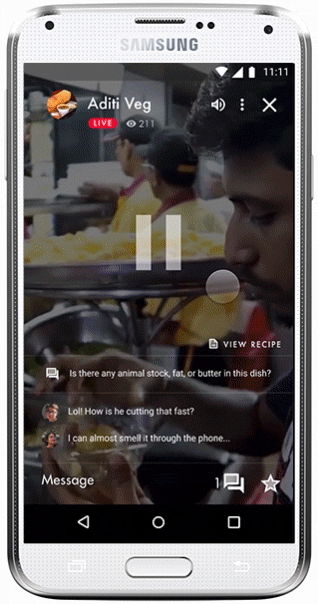 SAMSUNG
11:11
Aditi Veg
LIVE 211
VIEW RECIPE
Is there any animal stock, fat, or butter in this dish?
Lol! How is he cutting that fast?
I can almost smell it through the phone...
Message 1